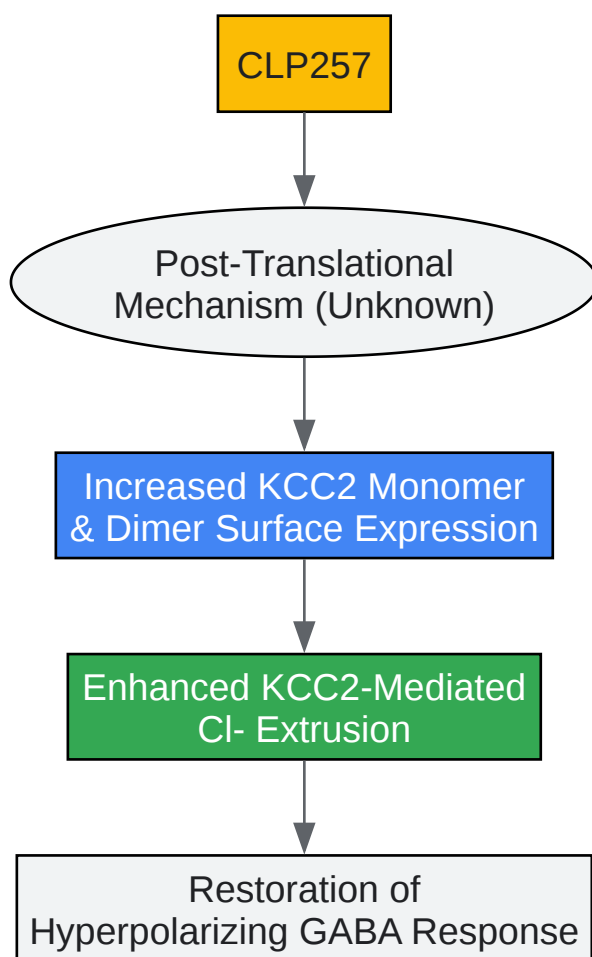 CLP257
Post-Translational
Mechanism (Unknown)
Increased KCC2 Monomer
& Dimer Surface Expression
Enhanced KCC2-Mediated
Cl- Extrusion
Restoration of
Hyperpolarizing GABA Response